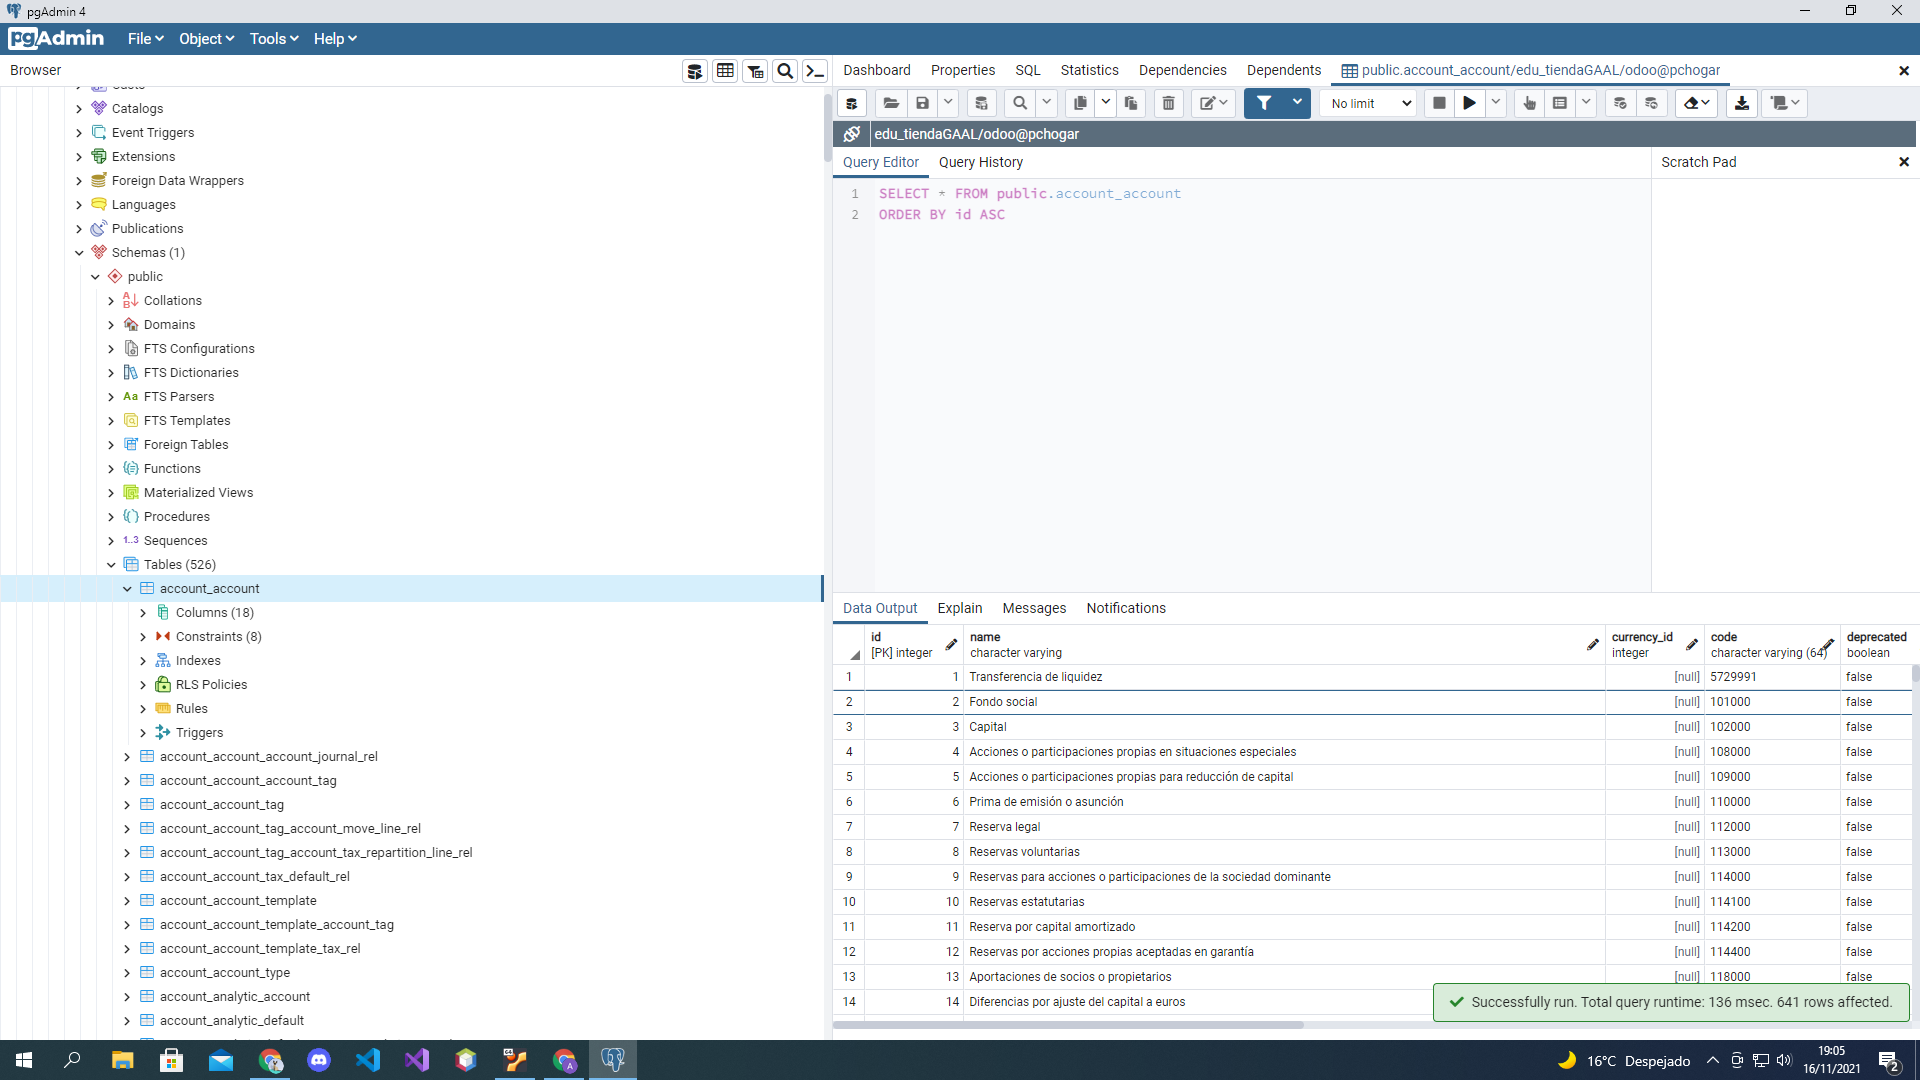 pgAdmin 4
pgAdmin File Object Tools Help
Browser
Catalogs
Event Triggers
Extensions
Foreign Data Wrappers
Languages
Publications
Schemas (1)
public
Collations
Domains
FTS Configurations
FTS Dictionaries
Aa FTS Parsers
FTS Templates
Foreign Tables
Functions
Materialized Views
Procedures
1..3 Sequences
Tables (526)
account_account
Columns (18)
Constraints (8)
Indexes
RLS Policies
Rules
Triggers
account_account_account_journal_rel
account_account_account_tag
account_account_tag
account_account_tag_account_move_line_rel
account_account_tag_account_tax_repartition_line_rel
account_account_tax_default_rel
account_account_template
account_account_template_account_tag
account_account_template_tax_rel
account_account_type
account_analytic_account
account_analytic_default
Dashboard Properties SQL Statistics Dependencies Dependents public.account_account/edu_tiendaGAAL/odoo@pchogar
No limit
edu_tiendaGAAL/odoo@pchogar
Query Editor Query History
Scratch Pad
1 SELECT * FROM public.account_account
2 ORDER BY id ASC
Data Output Explain Messages Notifications
id name currency_id code deprecated
[PK] integer character varying integer character varying (64) boolean
1 1 Transferencia de liquidez [null] 5729991 false
2 2 Fondo social [null] 101000 false
3 3 Capital [null] 102000 false
4 4 Acciones o participaciones propias en situaciones especiales [null] 108000 false
5 5 Acciones o participaciones propias para reducción de capital [null] 109000 false
6 6 Prima de emisión o asunción [null] 110000 false
7 7 Reserva legal [null] 112000 false
8 8 Reservas voluntarias [null] 113000 false
9 9 Reservas para acciones o participaciones de la sociedad dominante [null] 114000 false
10 10 Reservas estatutarias [null] 114100 false
11 11 Reserva por capital amortizado [null] 114200 false
12 12 Reservas por acciones propias aceptadas en garantía [null] 114400 false
13 13 Aportaciones de socios o propietarios [null] 118000 false
14 14 Diferencias por ajuste del capital a euros
Successfully run. Total query runtime: 136 msec. 641 rows affected.
16°C Despejado
19:05
16/11/2021
2